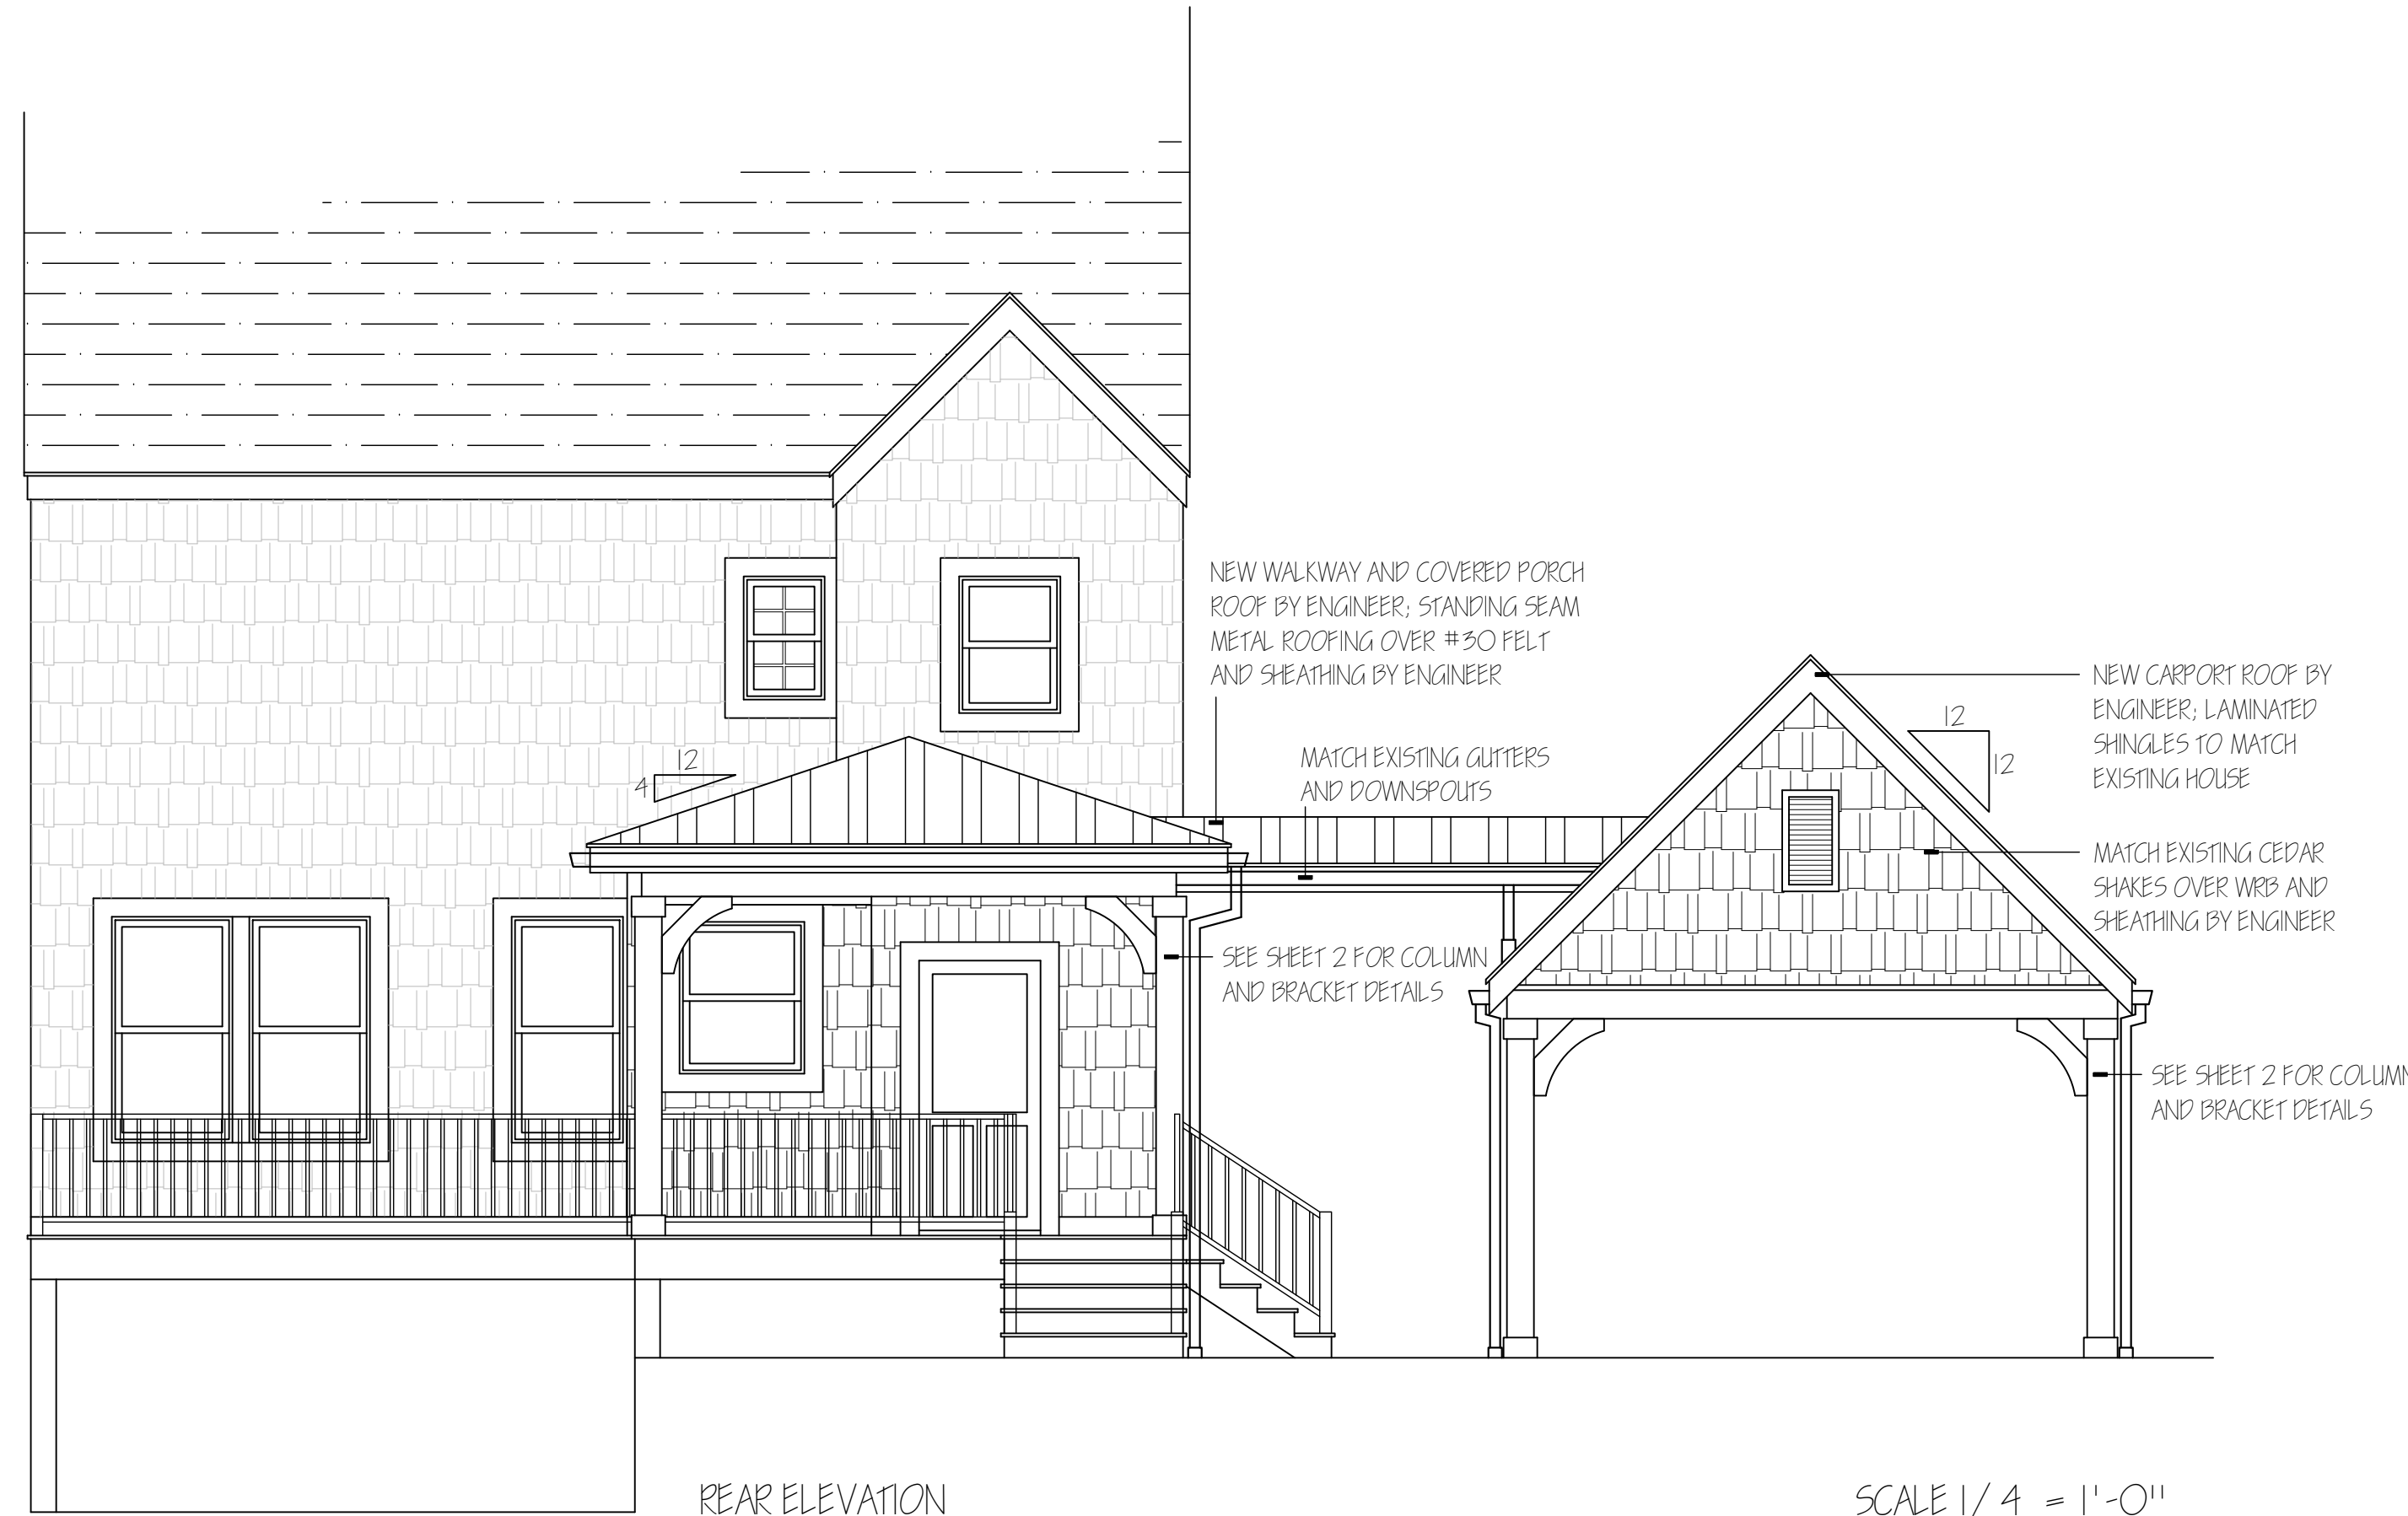 NEW WALKWAY AND COVERED PORCH
ROOF BY ENGINEER; STANDING SEAM
METAL ROOFING OVER #30 FELT
AND SHEATHING BY ENGINEER
MATCH EXISTING GUTTERS
AND DOWNSPOUTS
12
4
NEW CARPORT ROOF BY
ENGINEER; LAMINATED
SHINGLES TO MATCH
EXISTING HOUSE
12
12
MATCH EXISTING CEDAR
SHAKES OVER WRB AND
SHEATHING BY ENGINEER
SEE SHEET 2 FOR COLUMN
AND BRACKET DETAILS
SEE SHEET 2 FOR COLUMN
AND BRACKET DETAILS
REAR ELEVATION
SCALE 1/4 = 1'-0"